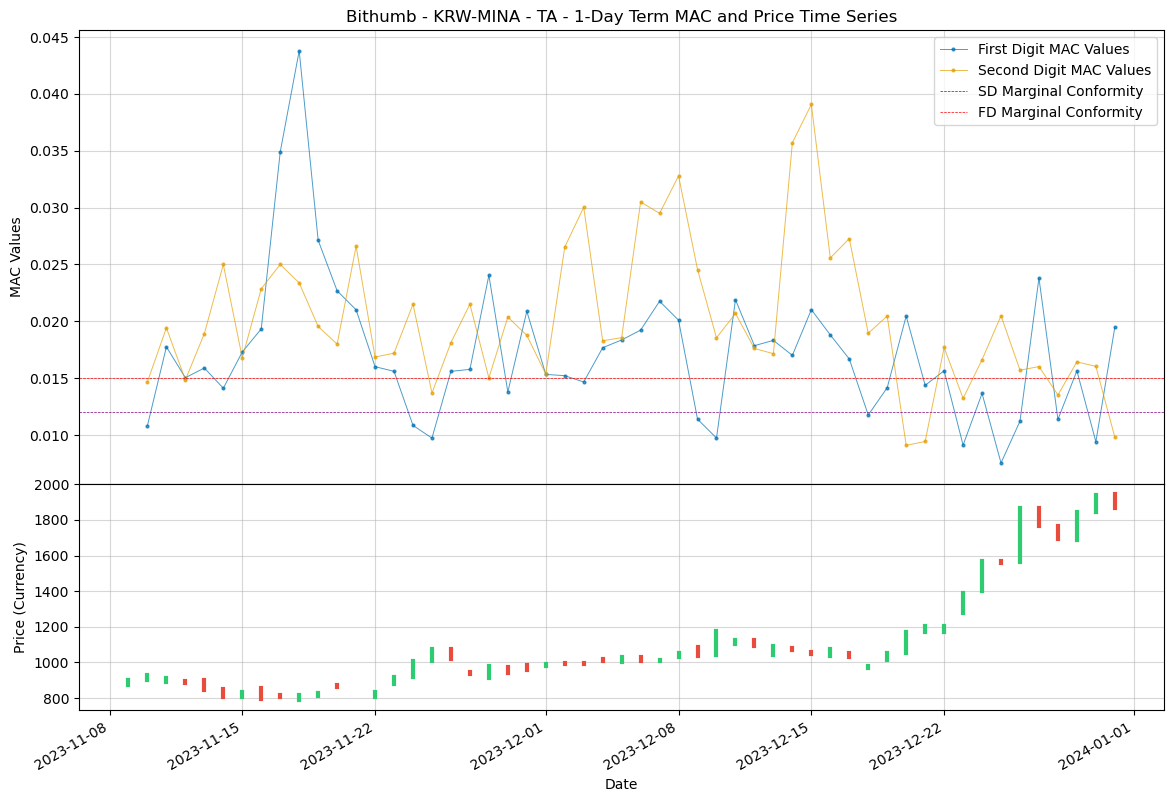 Bithumb - KRW-MINA - TA - 1-Day Term MAC and Price Time Series
First Digit MAC Values
Second Digit MAC Values
SD Marginal Conformity
FD Marginal Conformity
MAC Values
0.045
0.040
0.035
0.030
0.025
0.020
0.015
0.010
Price (Currency)
2000
1800
1600
1400
1200
1000
800
2023-11-08
2023-11-15
2023-11-22
2023-12-01
2023-12-08
2023-12-15
2023-12-22
2024-01-01
Date